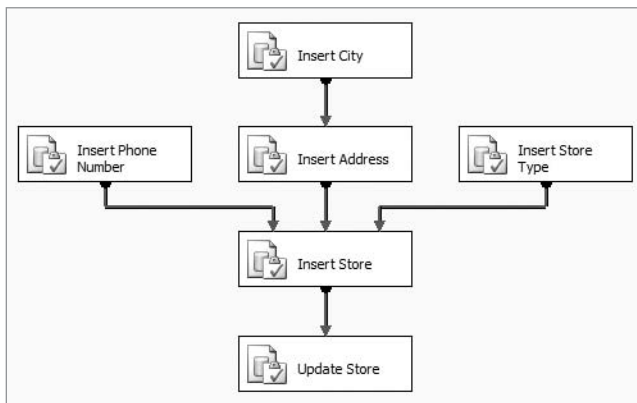 Insert City
Insert Phone
Number
Insert Address
Insert Store
Type
Insert Store
Update Store